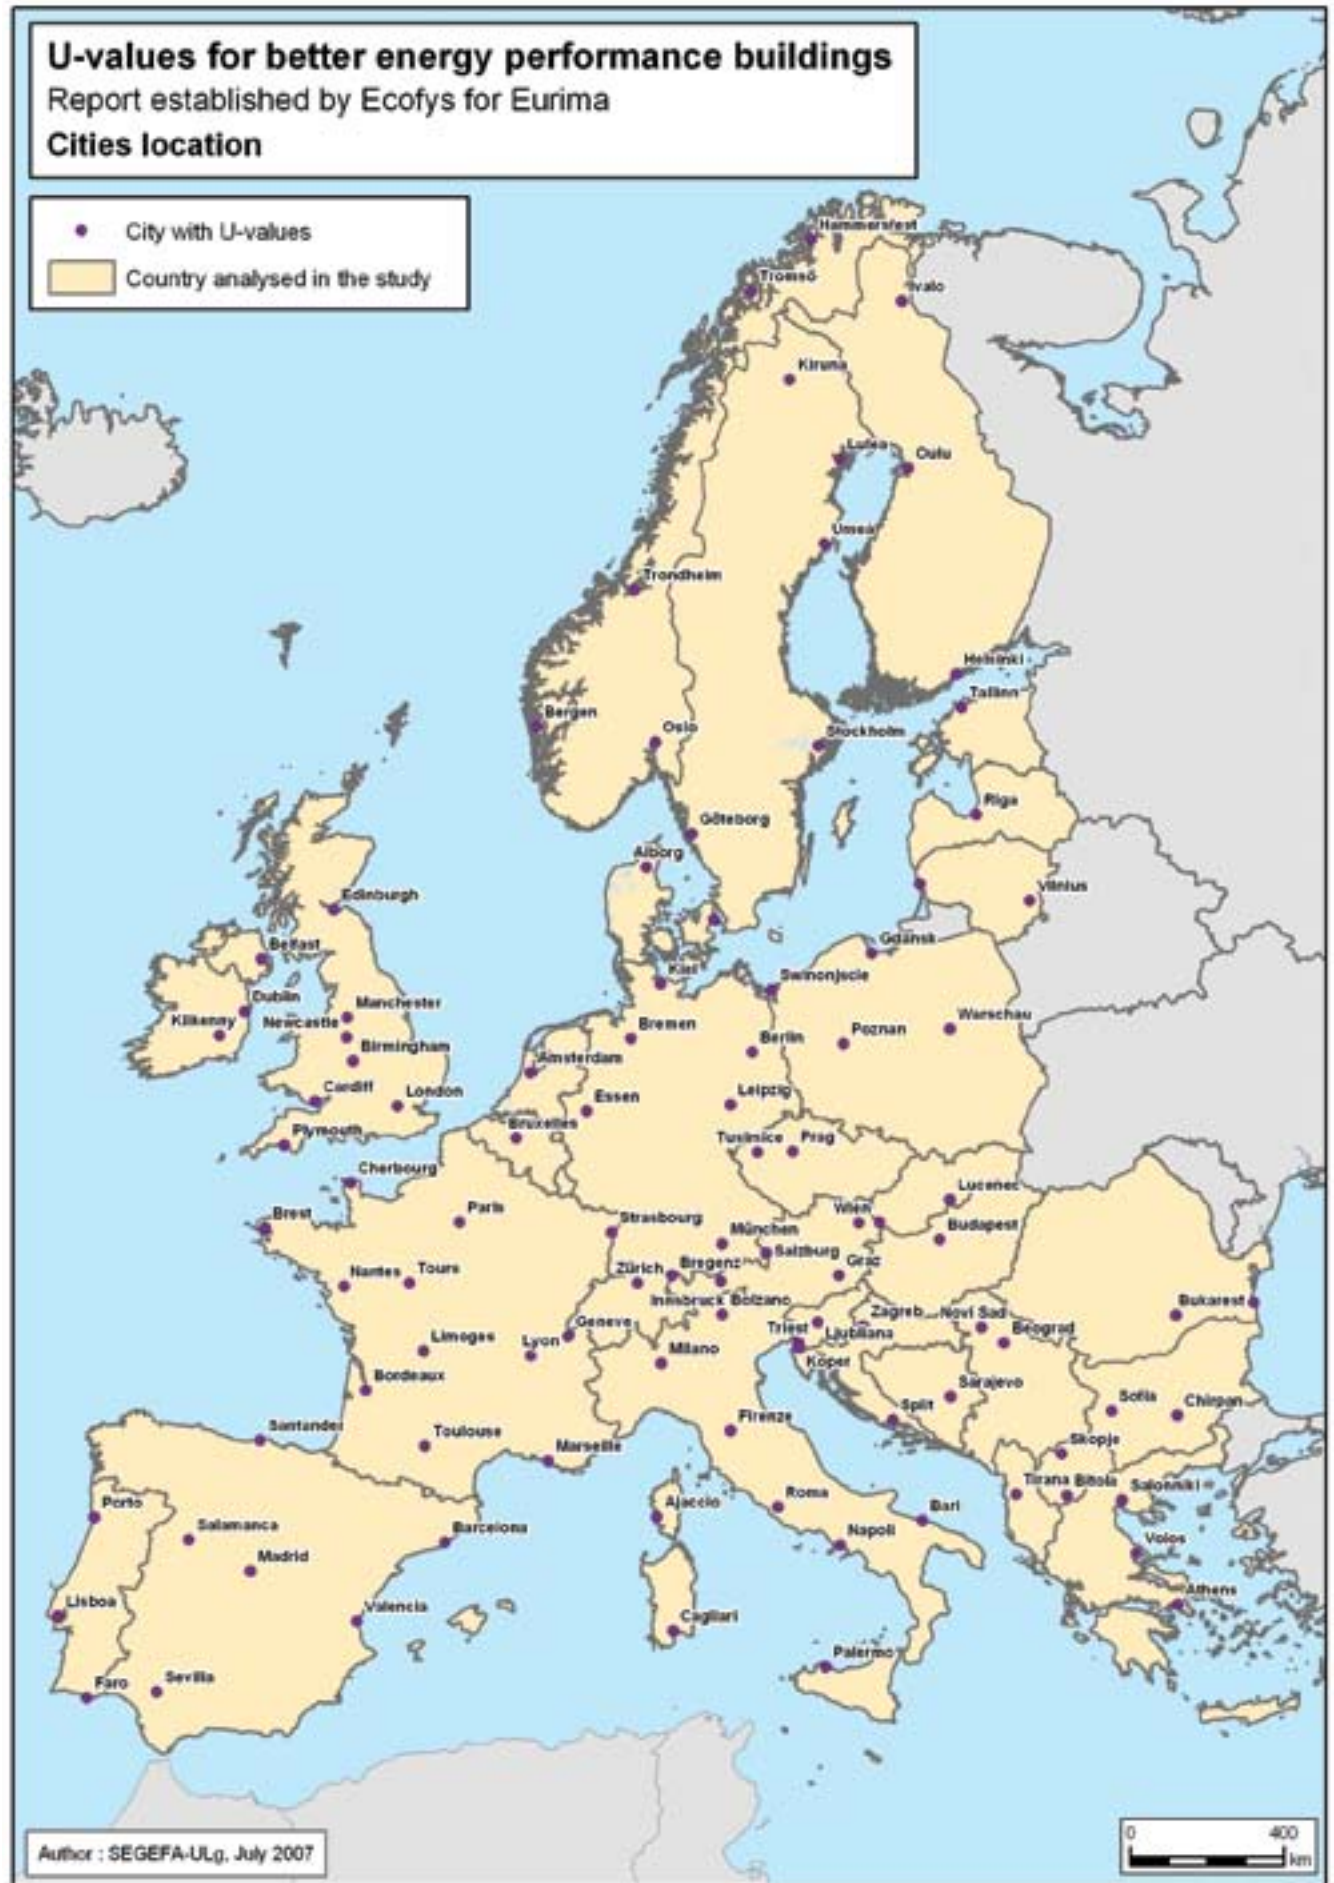 U-values for better energy performance buildings
Report established by Ecofys for Eurima
Cities location
City with U-values
Country analysed in the study
Hammersfest
Tromsö
Ivalo
Kiruna
Lulea
Oulu
Umeå
Trondheim
Helsinki
Tallinn
Bergen
Oslo
Stockholm
Riga
Göteborg
Alborg
Edinburgh
Vilnius
Belfast
Gdansk
Kiel
Swinonjscie
Dublin
Manchester
Kilkenny
Newcastle
Bremen
Warschau
Birmingham
Berlin
Poznan
Amsterdam
Cardiff
London
Essen
Leipzig
Plymouth
Bruxelles
Tusimice
Prag
Cherbourg
Lucenec
Brest
Paris
Strasbourg
München
Wien
Budapest
Salzburg
Nantes
Tours
Zürich
Bregenz
Graz
Innsbruck
Bolzano
Bukarest
Geneve
Zagreb
Novi Sad
Limoges
Lyon
Triest
Ljubliana
Beograd
Milano
Koper
Bordeaux
Sarajevo
Split
Sofia
Chirpan
Santander
Toulouse
Firenze
Marseille
Skopje
Porto
Ajaccio
Roma
Bari
Tirana
Bitola
Salonniki
Salamanca
Barcelona
Napoli
Volos
Madrid
Lisboa
Valencia
Cagliari
Athens
Palermo
Faro
Sevilla
0 400
km
Author : SEGEFA-ULg, July 2007